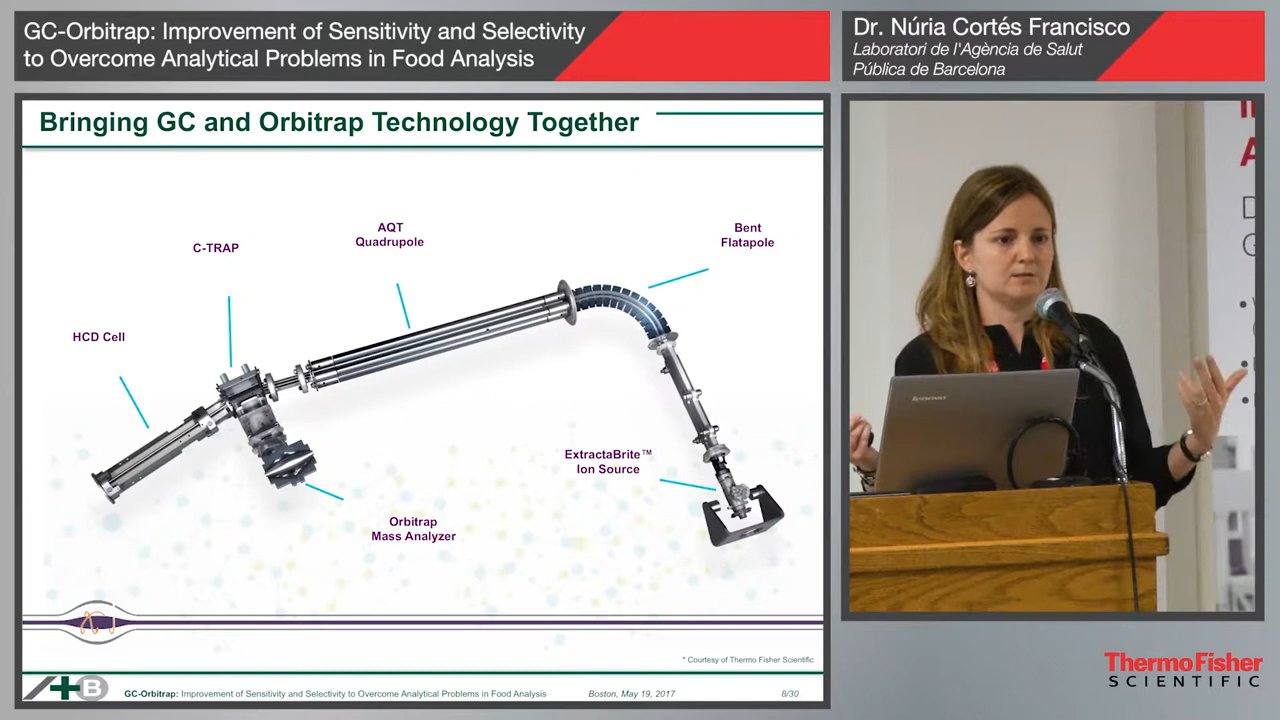 GC-Orbitrap: Improvement of Sensitivity and Selectivity
to Overcome Analytical Problems in Food Analysis
Dr. Núria Cortés Francisco
Laboratori de l'Agència de Salut
Pública de Barcelona
Bringing GC and Orbitrap Technology Together
C-TRAP
AQT
Quadrupole
Bent
Flatapole
HCD Cell
ExtractaBrite™
Ion Source
Orbitrap
Mass Analyzer
* Courtesy of Thermo Fisher Scientific
B
GC-Orbitrap: Improvement of Sensitivity and Selectivity to Overcome Analytical Problems in Food Analysis
Boston, May 19, 2017
8/30
A
D
G
lenovo
ThermoFisher
SCIENTIFIC